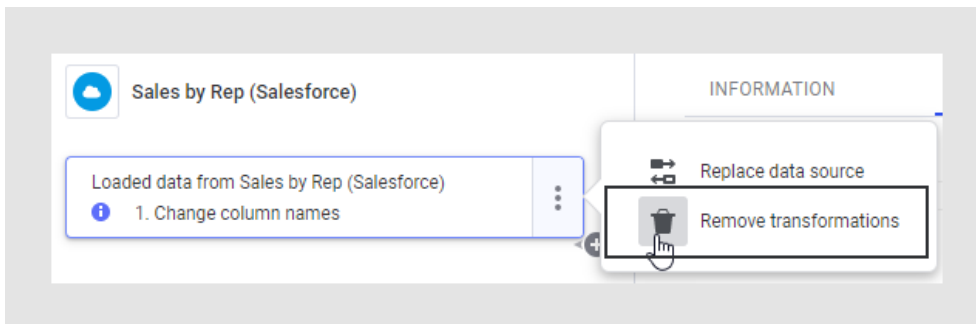 Sales by Rep (Salesforce)
INFORMATION
Loaded data from Sales by Rep (Salesforce)
1. Change column names
Replace data source
Remove transformations